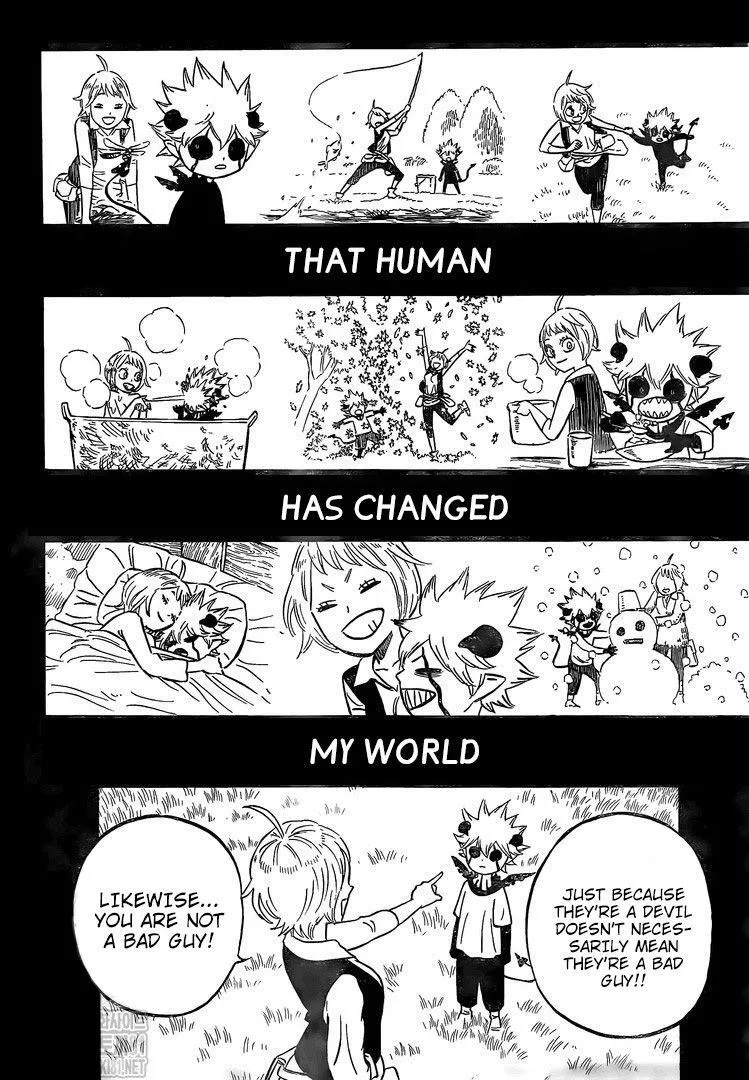 THAT HUMAN
HAS CHANGED
MY WORLD
JUST BECAUSE
THEY'RE A DEVIL
DOESN'T NECES-
SARILY MEAN
THEY'RE A BAD
GUY!!
LIKEWISE...
YOU ARE NOT
A BAD GUY!